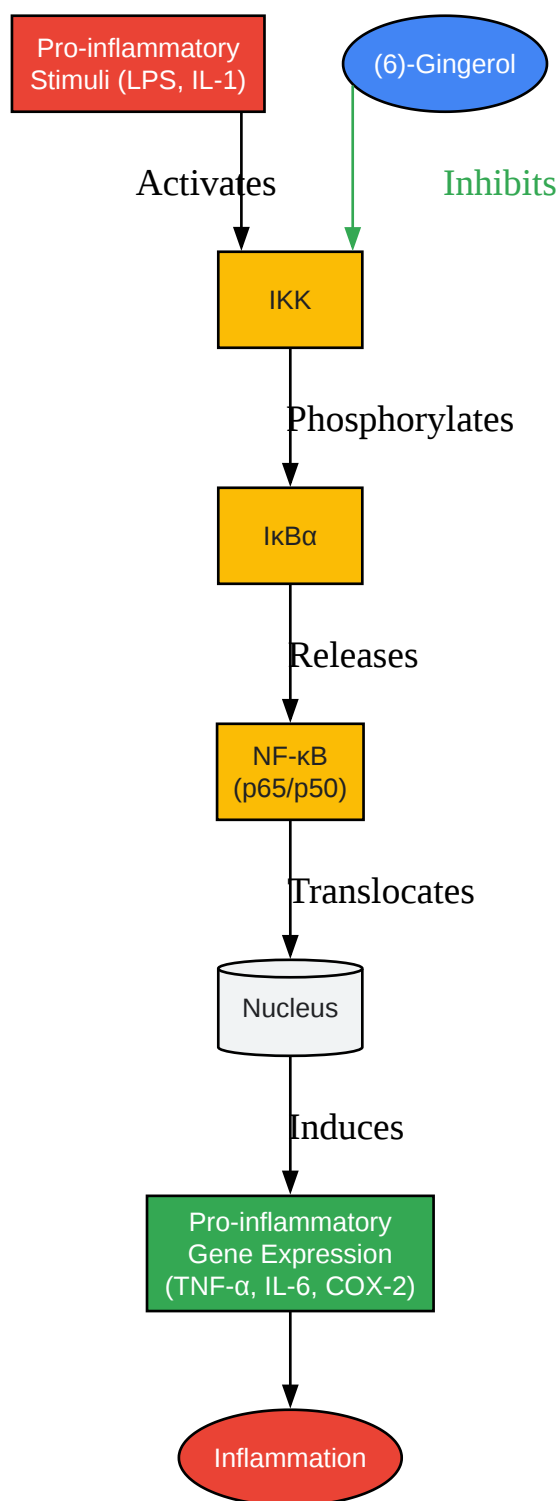 Pro-inflammatory
Stimuli (LPS, IL-1)
(6)-Gingerol
Activates
Inhibits
IKK
Phosphorylates
IκBα
Releases
NF-κB
(p65/p50)
Translocates
Nucleus
Induces
Pro-inflammatory
Gene Expression
(TNF-α, IL-6, COX-2)
Inflammation